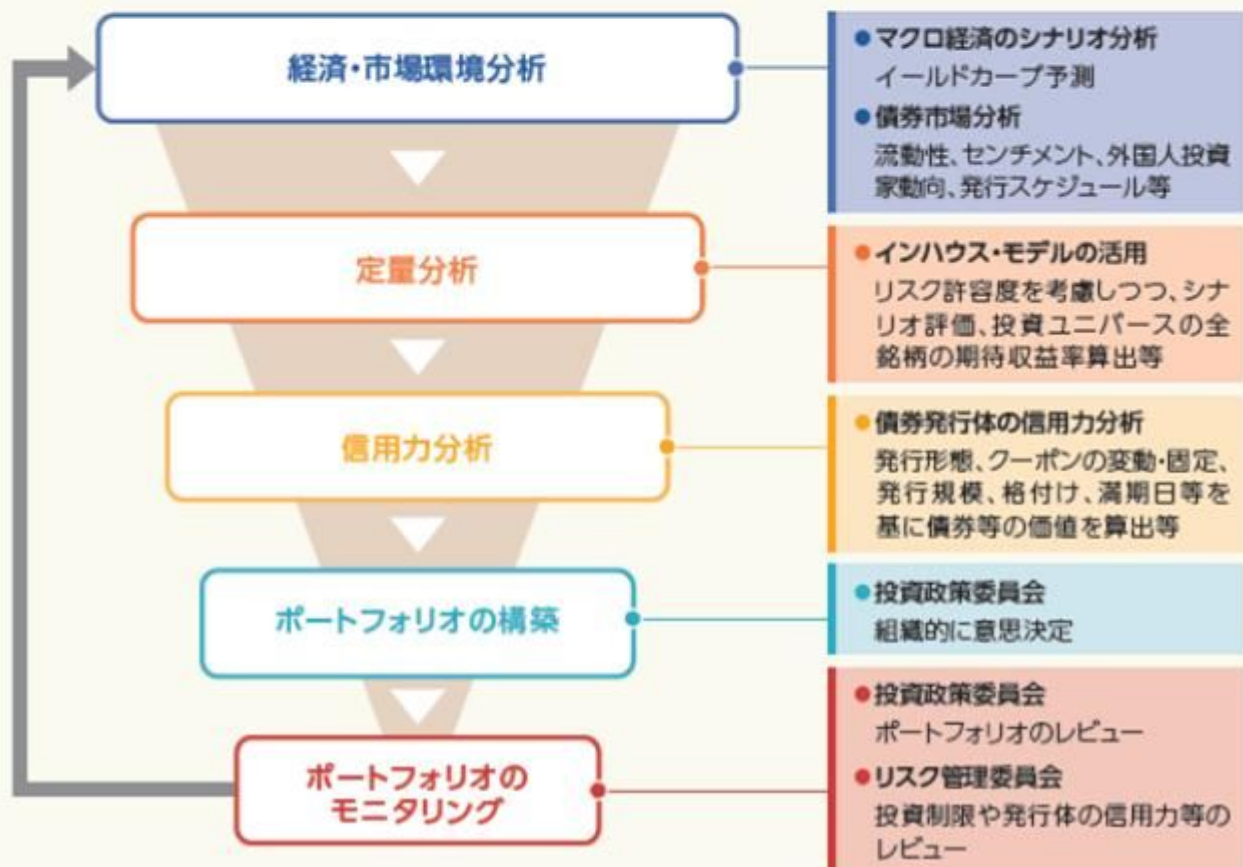 経済・市場環境分析
●マクロ経済のシナリオ分析
イールドカーブ予測
●債券市場分析
流動性、センチメント、外国人投資
家動向、発行スケジュール等
定量分析
●インハウス・モデルの活用
リスク許容度を考慮しつつ、シナ
リオ評価、投資ユニバースの全
銘柄の期待収益率算出等
信用力分析
●債券発行体の信用力分析
発行形態、クーポンの変動・固定、
発行規模、格付け、満期日等を
基に債券等の価値を算出等
ポートフォリオの構築
●投資政策委員会
組織的に意思決定
ポートフォリオの
モニタリング
●投資政策委員会
ポートフォリオのレビュー
●リスク管理委員会
投資制限や発行体の信用力等の
レビュー